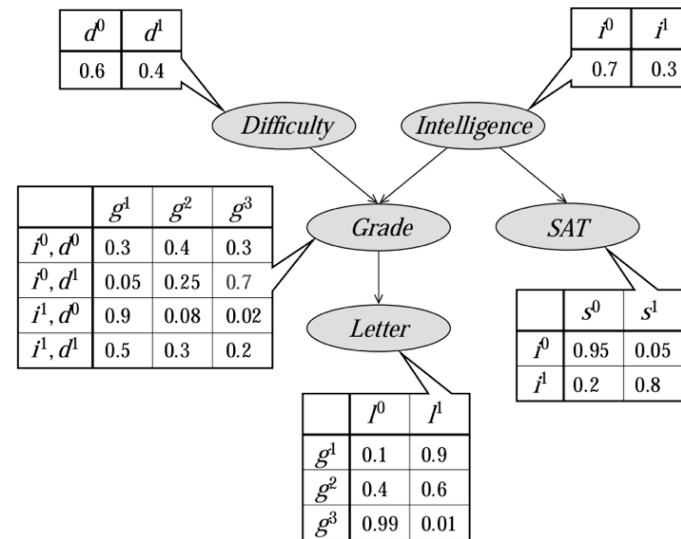 d⁰ d¹
0.6 0.4
i⁰ i¹
0.7 0.3
Difficulty
Intelligence
g¹ g² g³
i⁰, d⁰ 0.3 0.4 0.3
i⁰, d¹ 0.05 0.25 0.7
i¹, d⁰ 0.9 0.08 0.02
i¹, d¹ 0.5 0.3 0.2
Grade
SAT
Letter
s⁰ s¹
i⁰ 0.95 0.05
i¹ 0.2 0.8
l⁰ l¹
g¹ 0.1 0.9
g² 0.4 0.6
g³ 0.99 0.01